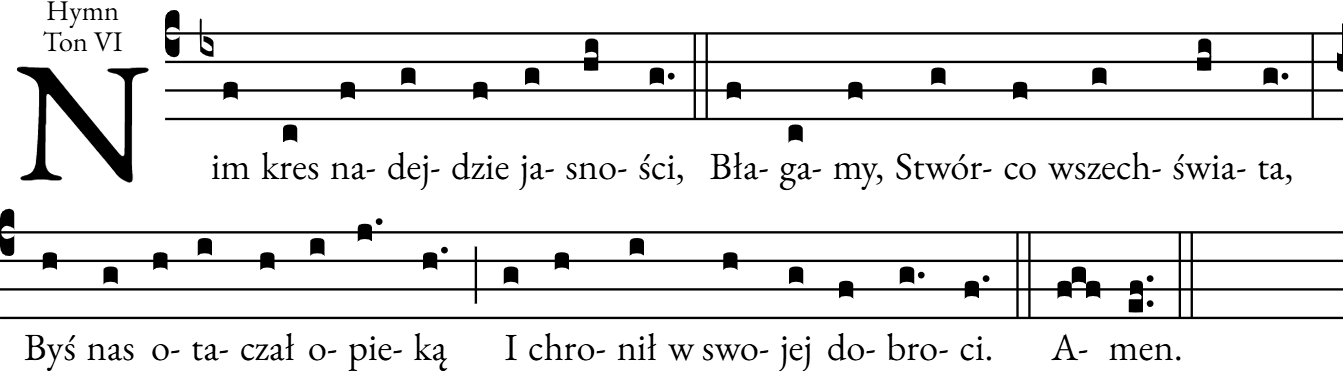 Hymn
Ton VI
Nim kres na- dej- dzie ja- sno- ści, Bła- ga- my, Stwór- co wszech- świa- ta,
Byś nas o- ta- czał o- pie- ką I chro- nił w swo- jej do- bro- ci. A- men.